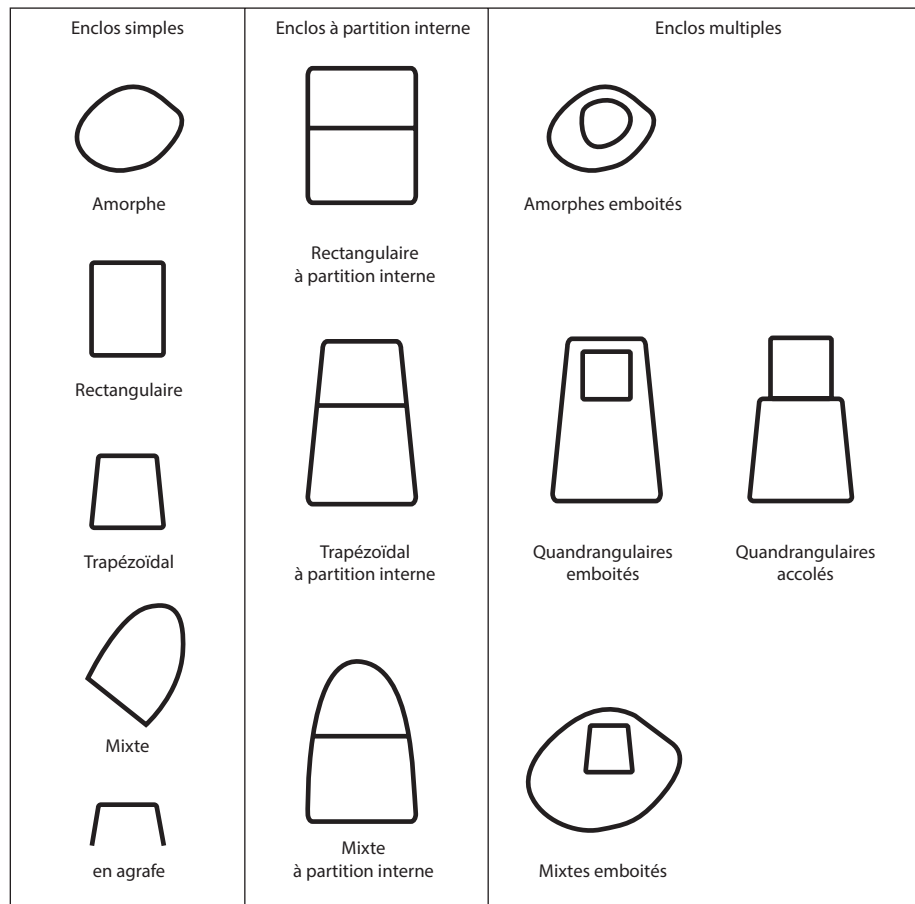 Enclos simples
Amorphe
Rectangulaire
Trapézoïdal
Mixte
en agrafe
Enclos à partition interne
Rectangulaire
à partition interne
Trapézoïdal
à partition interne
Mixte
à partition interne
Enclos multiples
Amorphes emboités
Quandrangulaires
emboités
Quandrangulaires
accolés
Mixtes emboités